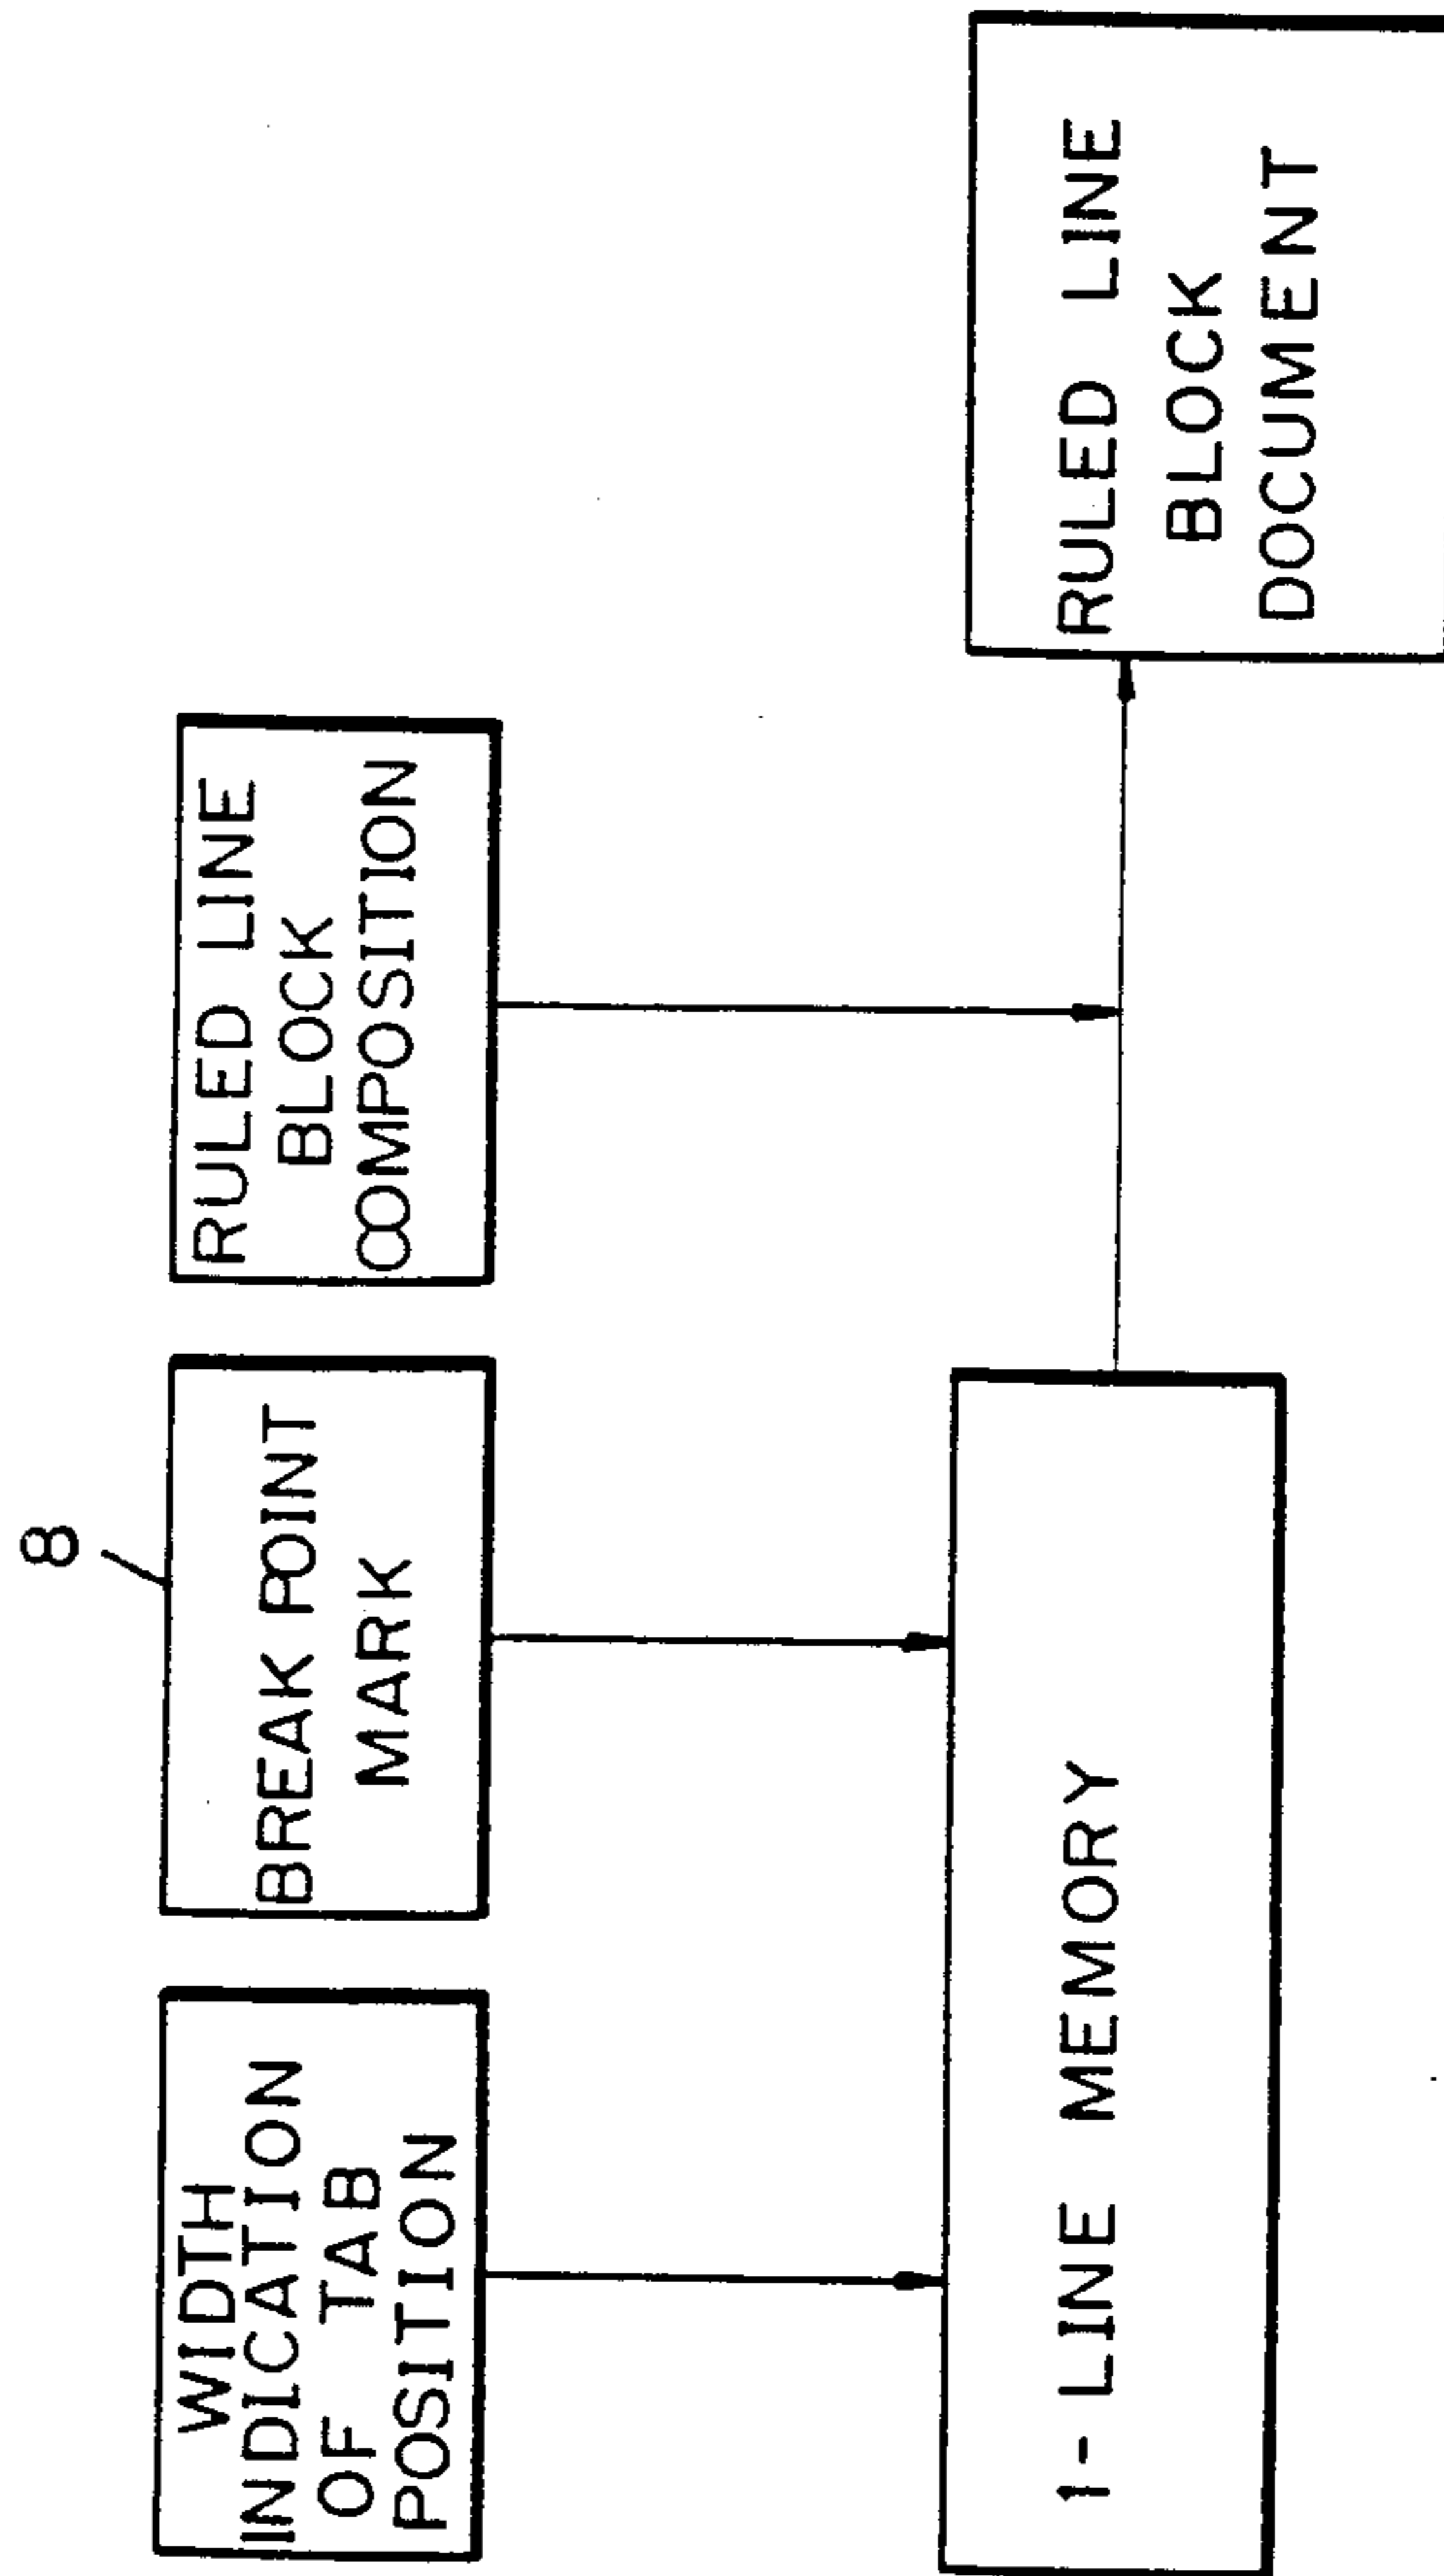 8
WIDTH
INDICATION
OF TAB
POSITION
BREAK POINT
MARK
RULED LINE
BLOCK
COMPOSITION
1-LINE MEMORY
RULED LINE
BLOCK
DOCUMENT